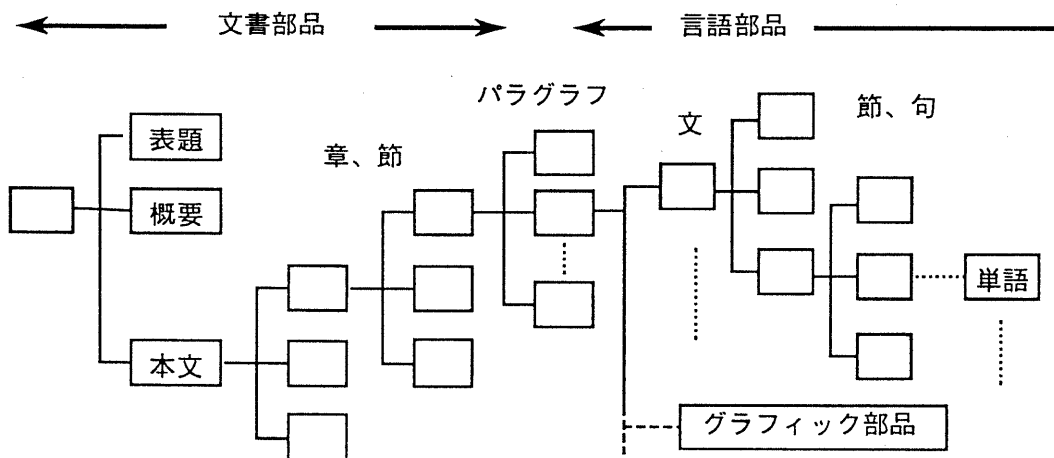 文書部品
言語部品
パラグラフ
節、句
文
表題
章、節
概要
単語
本文
グラフィック部品